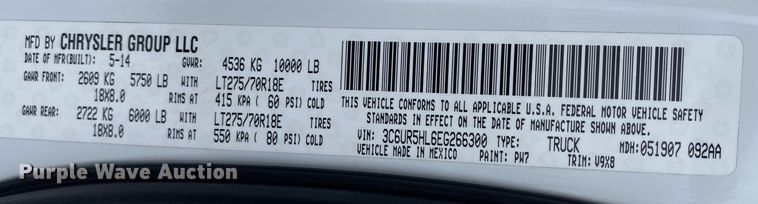 MFD BY CHRYSLER GROUP LLC
DATE OF MFR(BUILT): 5-14 GVWR: 4536 KG 10000 LB
GAWR FRONT: 2609 KG 5750 LB WITH LT275/70R18E TIRES
18X8.0 RIMS AT 415 KPA ( 60 PSI) COLD
GAWR REAR: 2722 KG 6000 LB WITH LT275/70R18E TIRES
18X8.0 RIMS AT 550 KPA ( 80 PSI) COLD
THIS VEHICLE CONFORMS TO ALL APPLICABLE U.S.A. FEDERAL MOTOR VEHICLE SAFETY
STANDARDS IN EFFECT ON THE DATE OF MANUFACTURE SHOWN ABOVE.
VIN: 3C6UR5HL6EG266300 TYPE: TRUCK MDH: 051907 092AA
VEHICLE MADE IN MEXICO PAINT: PW7 TRIM: V9X8
Purple Wave Auction